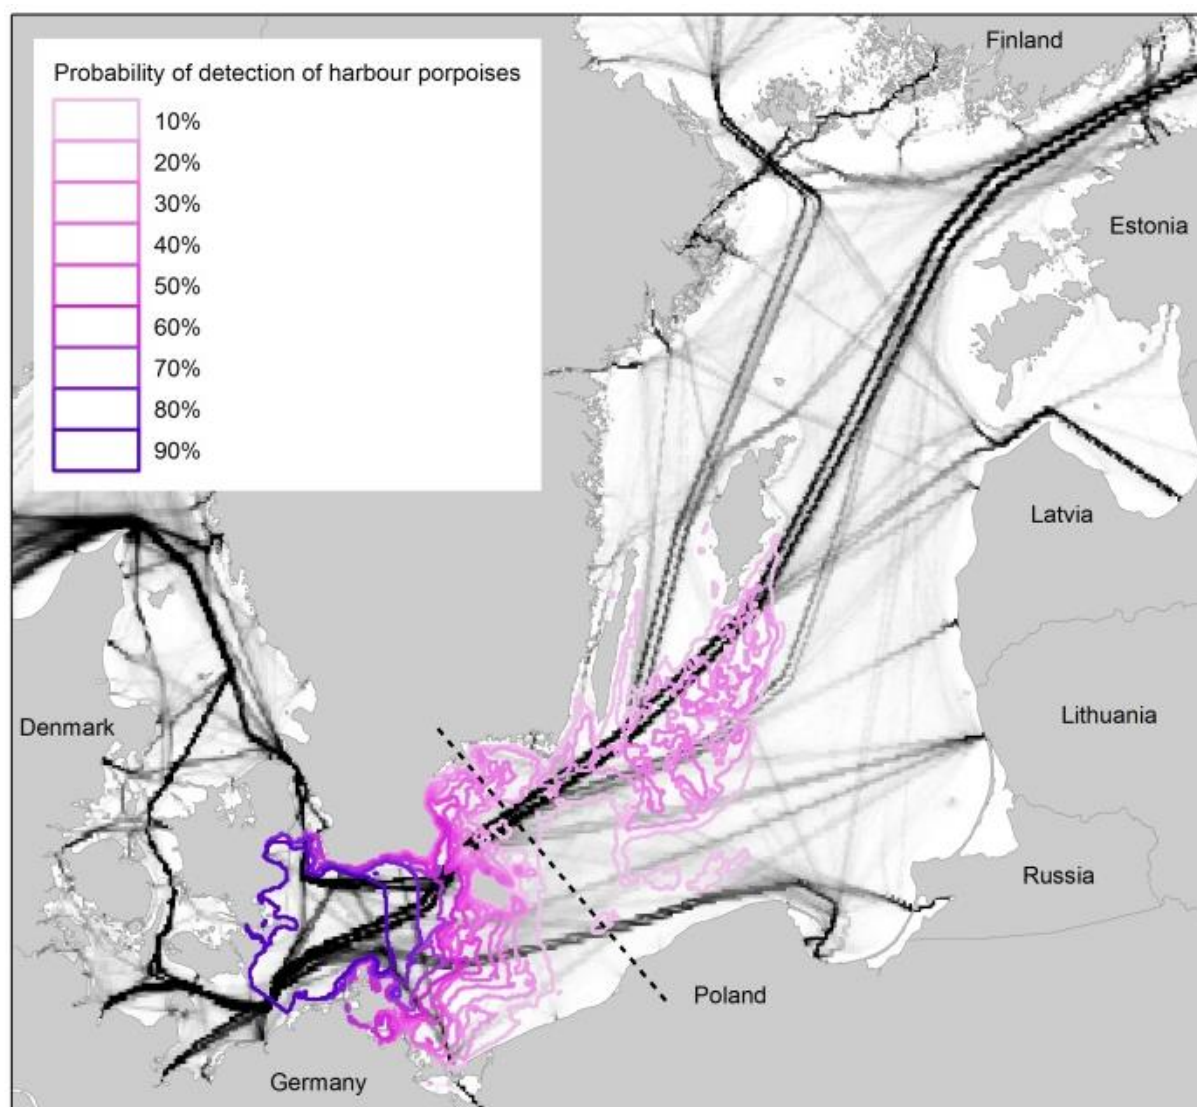 Finland
Probability of detection of harbour porpoises
10%
20%
30%
40%
50%
60%
70%
80%
90%
Estonia
Latvia
Lithuania
Denmark
Russia
Poland
Germany